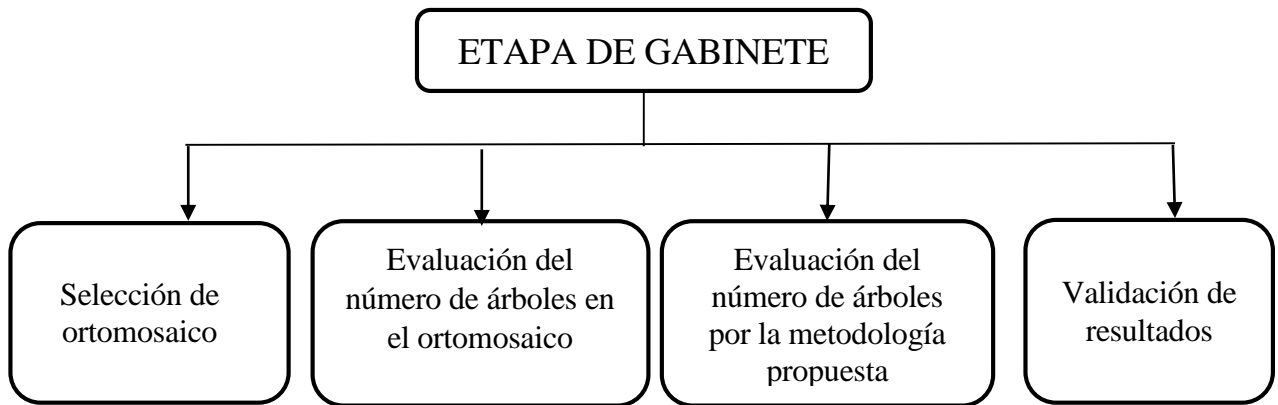 ETAPA DE GABINETE
Selección de
ortomosaico
Evaluación del
número de árboles en
el ortomosaico
Evaluación del
número de árboles
por la metodología
propuesta
Validación de
resultados